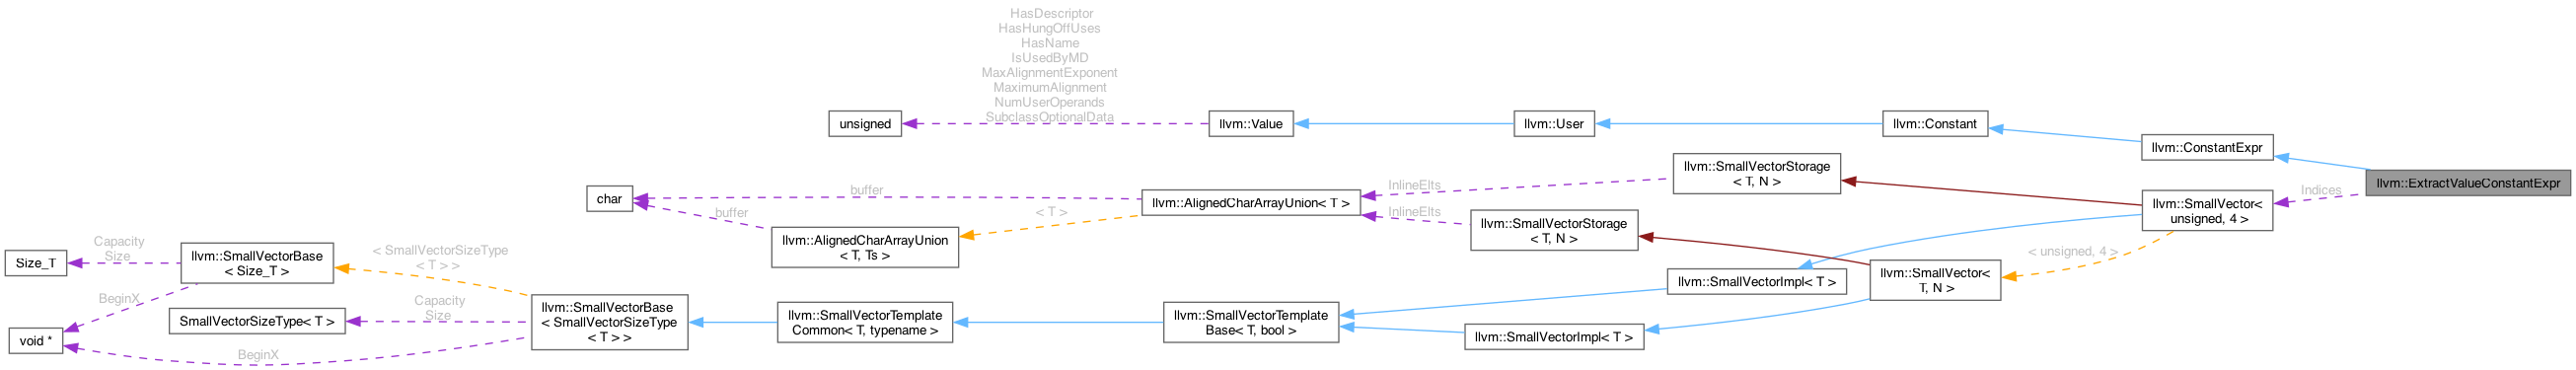 HasDescriptor
HasHungOffUses
HasName
IsUsedByMD
MaxAlignmentExponent
MaximumAlignment
NumUserOperands
SubclassOptionalData
unsigned
llvm::Value
llvm::User
llvm::Constant
llvm::ConstantExpr
llvm::ExtractValueConstantExpr
Indices
llvm::SmallVectorStorage
< T, N >
InlineElts
buffer
char
llvm::AlignedCharArrayUnion< T >
llvm::SmallVector<
unsigned, 4 >
buffer
< T >
InlineElts
llvm::SmallVectorStorage
< T, N >
llvm::AlignedCharArrayUnion
< T, Ts >
< unsigned, 4 >
Capacity
Size
Size_T
llvm::SmallVectorBase
< Size_T >
< SmallVectorSizeType
< T > >
llvm::SmallVectorImpl< T >
llvm::SmallVector<
T, N >
BeginX
SmallVectorSizeType< T >
Capacity
Size
llvm::SmallVectorBase
< SmallVectorSizeType
< T > >
llvm::SmallVectorTemplate
Common< T, typename >
llvm::SmallVectorTemplate
Base< T, bool >
llvm::SmallVectorImpl< T >
void *
BeginX